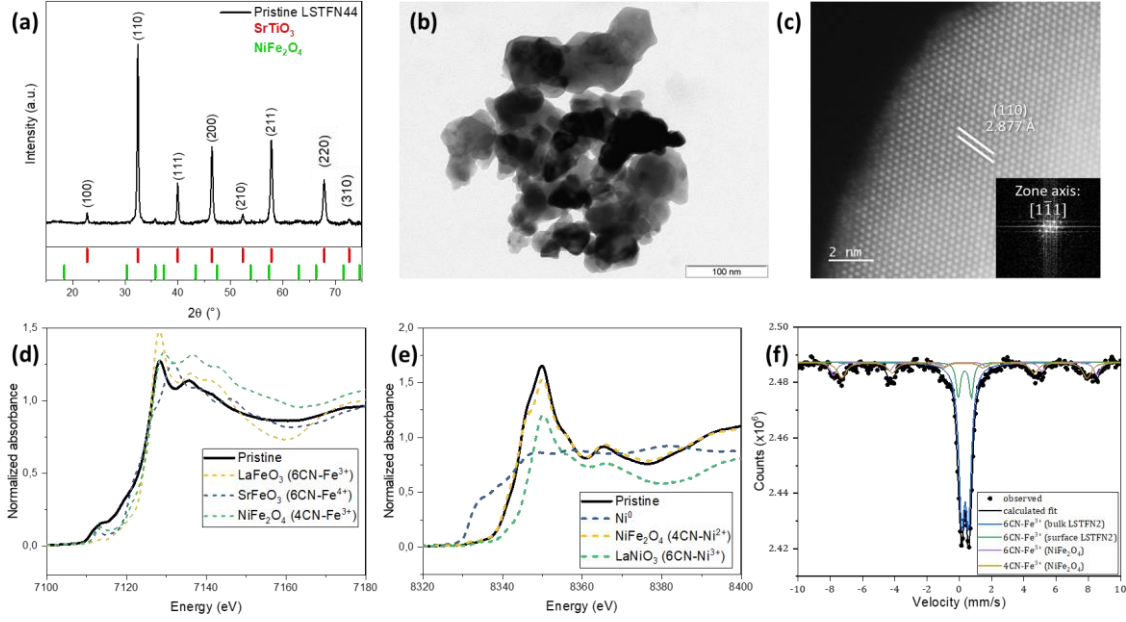 (a)
Pristine LSTFN44
SrTiO₃
NiFe₂O₄
(100)
(110)
(111)
(200)
(210)
(211)
(220)
(310)
Intensity (a.u.)
20 30 40 50 60 70
2θ (°)
(b)
100 nm
(c)
(110)
2.877 Å
Zone axis:
[11̄1]
2 nm
(d)
Normalized absorbance
1,5
1,0
0,5
0,0
Pristine
LaFeO₃ (6CN-Fe³⁺)
SrFeO₃ (6CN-Fe⁴⁺)
NiFe₂O₄ (4CN-Fe³⁺)
7100 7120 7140 7160 7180
Energy (eV)
(e)
Normalized absorbance
2,0
1,5
1,0
0,5
0,0
Pristine
Ni⁰
NiFe₂O₄ (4CN-Ni²⁺)
LaNiO₃ (6CN-Ni³⁺)
8320 8340 8360 8380 8400
Energy (eV)
(f)
Counts (x10⁶)
2.50
2.48
2.46
2.44
2.42
observed
calculated fit
6CN-Fe³⁺ (bulk LSTFN2)
6CN-Fe³⁺ (surface LSTFN2)
6CN-Fe³⁺ (NiFe₂O₄)
4CN-Fe³⁺ (NiFe₂O₄)
-10 -8 -6 -4 -2 0 2 4 6 8 10
Velocity (mm/s)